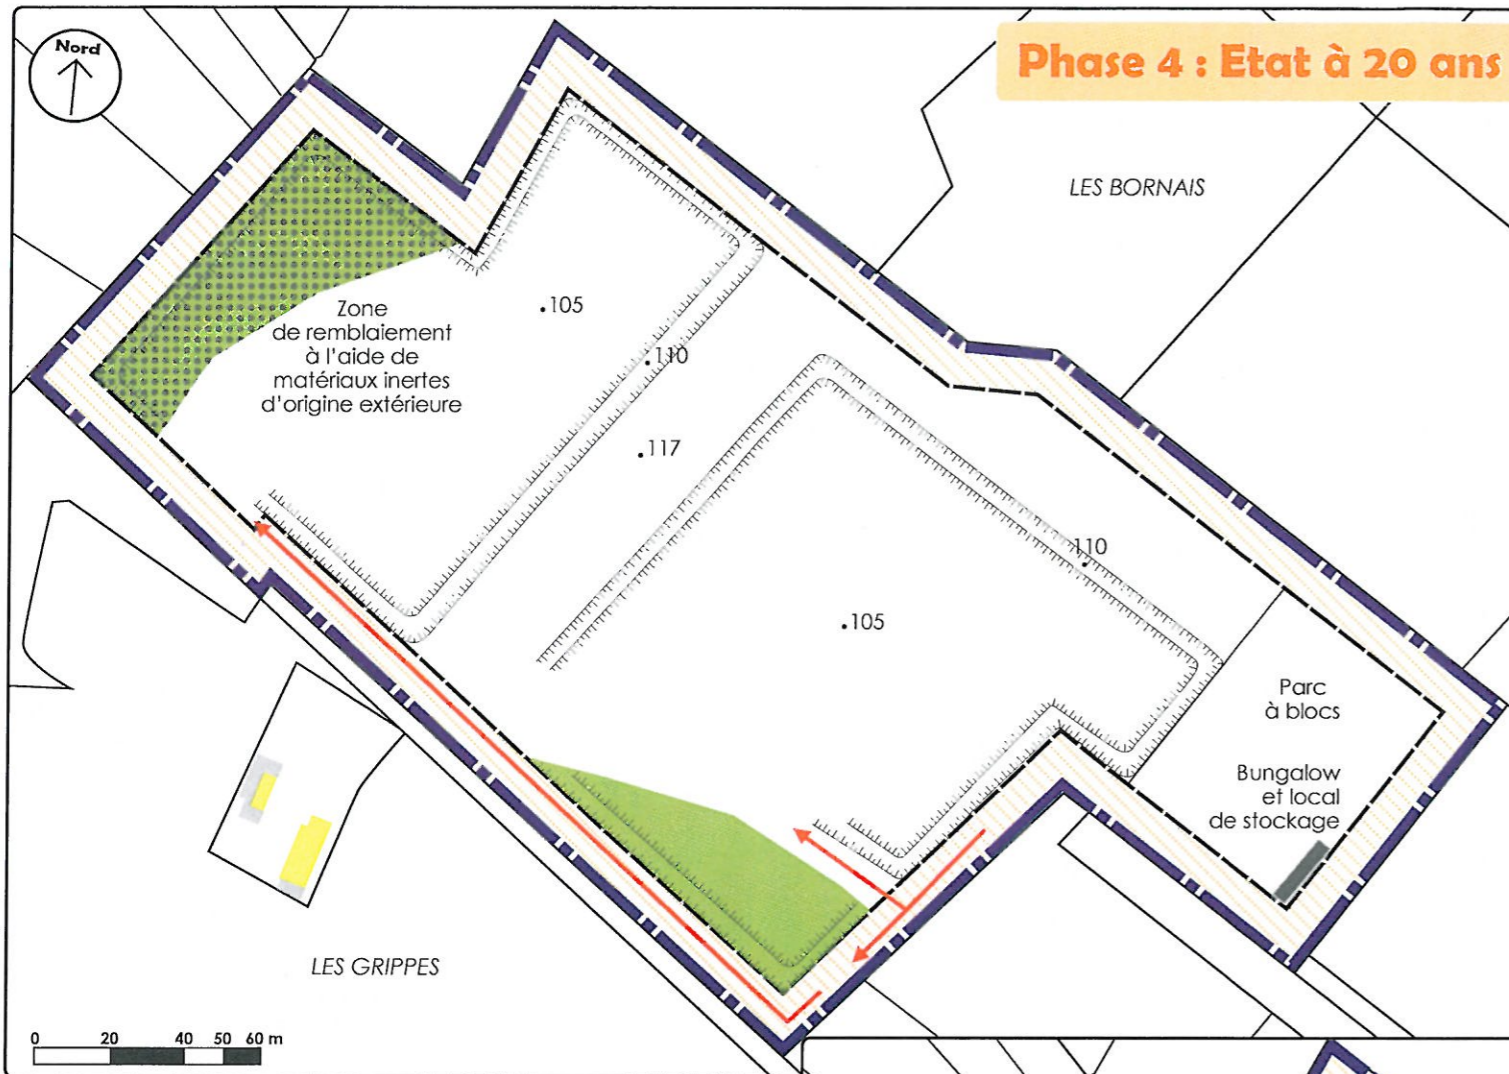 Nord
Phase 4 : Etat à 20 ans
LES BORNAIS
.105
Zone
de remblaiement
à l'aide de
matériaux inertes
d'origine extérieure
.110
.117
.110
.105
Parc
à blocs
Bungalow
et local
de stockage
LES GRIPPES
0 20 40 50 60 m